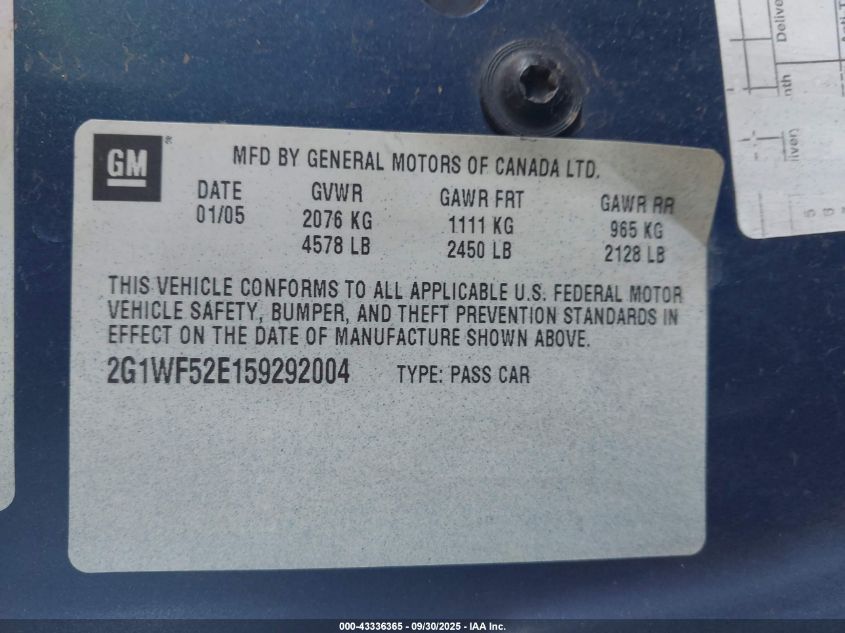 Deliver
nth
livery
GM
MFD BY GENERAL MOTORS OF CANADA LTD.
DATE GVWR GAWR FRT GAWR RR
01/05 2076 KG 1111 KG 965 KG
4578 LB 2450 LB 2128 LB
THIS VEHICLE CONFORMS TO ALL APPLICABLE U.S. FEDERAL MOTOR
VEHICLE SAFETY, BUMPER, AND THEFT PREVENTION STANDARDS IN
EFFECT ON THE DATE OF MANUFACTURE SHOWN ABOVE.
2G1WF52E159292004 TYPE: PASS CAR
000-43336365 - 09/30/2025 - IAA Inc.